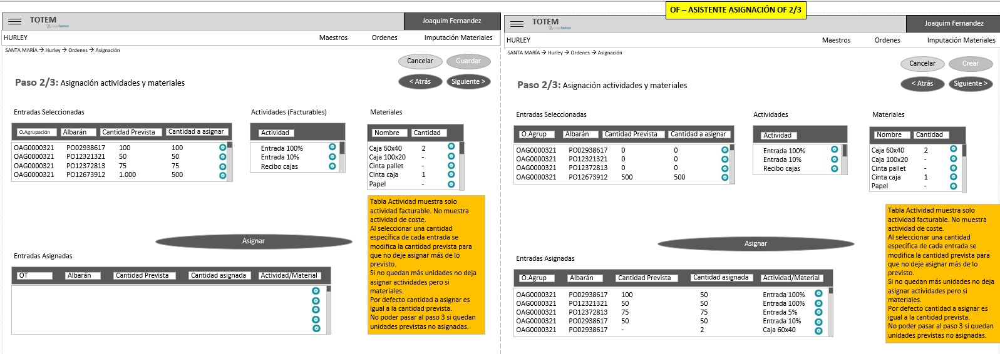 OF – ASISTENTE ASIGNACIÓN OF 2/3
TOTEM
Logisfashion
Joaquim Fernandez
HURLEY
Maestros
Ordenes
Imputación Materiales
SANTA MARÍA → Hurley → Ordenes → Asignación
Cancelar
Guardar
Paso 2/3: Asignación actividades y materiales
< Atrás
Siguiente >
Entradas Seleccionadas
Actividades (Facturables)
Materiales
O.Agrupación Albarán Cantidad Prevista Cantidad a asignar
OAG0000321 PO02938617 100 100
OAG0000321 PO12321321 50 50
OAG0000321 PO12372813 75 75
OAG0000321 PO12673912 1.000 500
Actividad
Entrada 100%
Entrada 10%
Recibo cajas
Nombre Cantidad
Caja 60x40 2
Caja 100x20 -
Cinta pallet -
Cinta caja 1
Papel -
Tabla Actividad muestra solo
actividad facturable. No muestra
actividad de coste.
Al seleccionar una cantidad
específica de cada entrada se
modifica la cantidad prevista para
que no deje asignar más de lo
previsto.
Si no quedan más unidades no deja
asignar actividades pero si
materiales.
Por defecto cantidad a asignar es
igual a la cantidad prevista.
No poder pasar al paso 3 si quedan
unidades previstas no asignadas.
Asignar
Entradas Asignadas
OT Albarán Cantidad Prevista Cantidad asignada Actividad/Material
TOTEM
Logisfashion
Joaquim Fernandez
HURLEY
Maestros
Ordenes
Imputación Materiales
SANTA MARÍA → Hurley → Ordenes → Asignación
Cancelar
Crear
Paso 2/3: Asignación actividades y materiales
< Atrás
Siguiente >
Entradas Seleccionadas
Actividades
Materiales
O.Agrup Albarán Cantidad Prevista Cantidad a asignar
OAG0000321 PO02938617 0 0
OAG0000321 PO12321321 0 0
OAG0000321 PO12372813 0 0
OAG0000321 PO12673912 500 500
Actividad
Entrada 100%
Entrada 10%
Recibo cajas
Nombre Cantidad
Caja 60x40 2
Caja 100x20 -
Cinta pallet -
Cinta caja 1
Papel -
Tabla Actividad muestra solo
actividad facturable. No muestra
actividad de coste.
Al seleccionar una cantidad
específica de cada entrada se
modifica la cantidad prevista para
que no deje asignar más de lo
previsto.
Si no quedan más unidades no deja
asignar actividades pero si
materiales.
Por defecto cantidad a asignar es
igual a la cantidad prevista.
No poder pasar al paso 3 si quedan
unidades previstas no asignadas.
Asignar
Entradas Asignadas
O.Agrup Albarán Cantidad Prevista Cantidad asignada Actividad/Material
OAG0000321 PO02938617 100 50 Entrada 100%
OAG0000321 PO12321321 50 50 Entrada 100%
OAG0000321 PO12372813 75 75 Entrada 5%
OAG0000321 PO02938617 50 50 Entrada 10%
OAG0000321 PO02938617 - 2 Caja 60x40